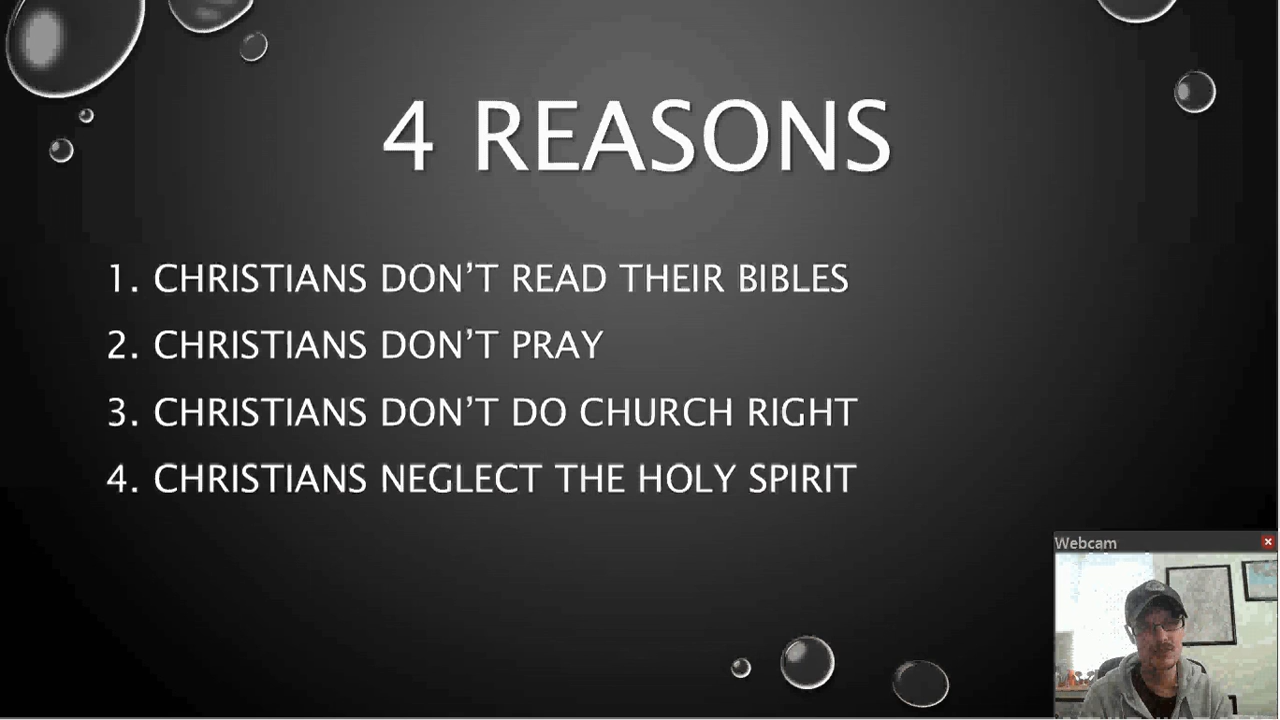 4 REASONS
1. CHRISTIANS DON'T READ THEIR BIBLES
2. CHRISTIANS DON'T PRAY
3. CHRISTIANS DON'T DO CHURCH RIGHT
4. CHRISTIANS NEGLECT THE HOLY SPIRIT
Webcam